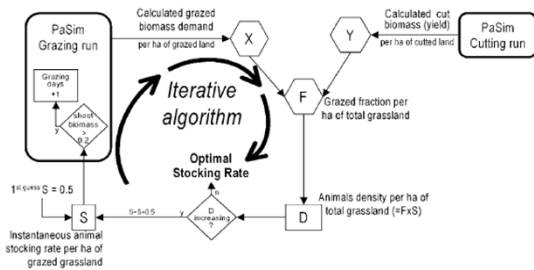 PaSim
Grazing run
Calculated grazed
biomass demand
per ha of grazed land
X
Y
Calculated cut
biomass (yield)
per ha of cutted land
PaSim
Cutting run
Grazing
days
+1
y
sheet
biomass
>
0.2
Iterative
algorithm
F
Grazed fraction per
ha of total grassland
Optimal
Stocking Rate
n
1st guess S = 0.5
S
S=S+0.5
y
D
increasing
?
D
Animals density per ha of
total grassland (=FxS)
Instantaneous animal
stocking rate per ha of
grazed grassland